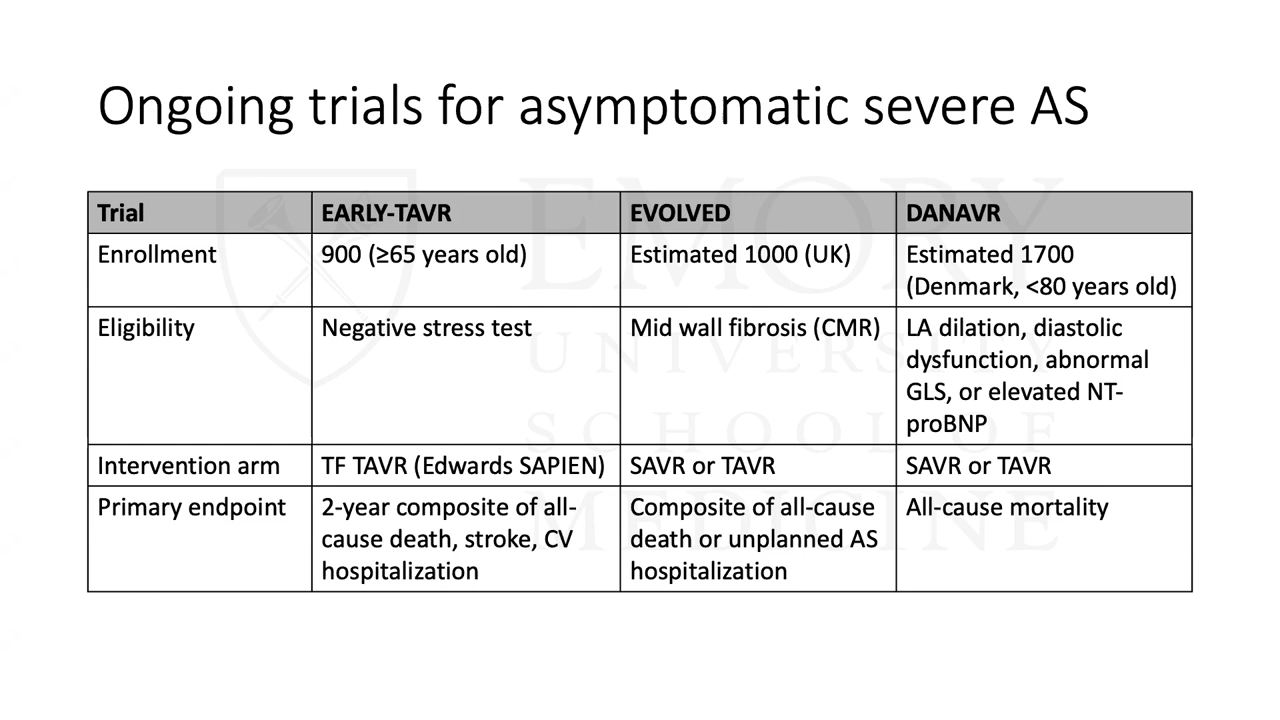 Ongoing trials for asymptomatic severe AS
Trial EARLY-TAVR EVOLVED DANAVR
Enrollment 900 (≥65 years old) Estimated 1000 (UK) Estimated 1700
(Denmark, <80 years old)
Eligibility Negative stress test Mid wall fibrosis (CMR) LA dilation, diastolic
dysfunction, abnormal
GLS, or elevated NT-
proBNP
Intervention arm TF TAVR (Edwards SAPIEN) SAVR or TAVR SAVR or TAVR
Primary endpoint 2-year composite of all- Composite of all-cause All-cause mortality
cause death, stroke, CV death or unplanned AS
hospitalization hospitalization
EMORY
UNIVERSITY
SCHOOL OF
MEDICINE